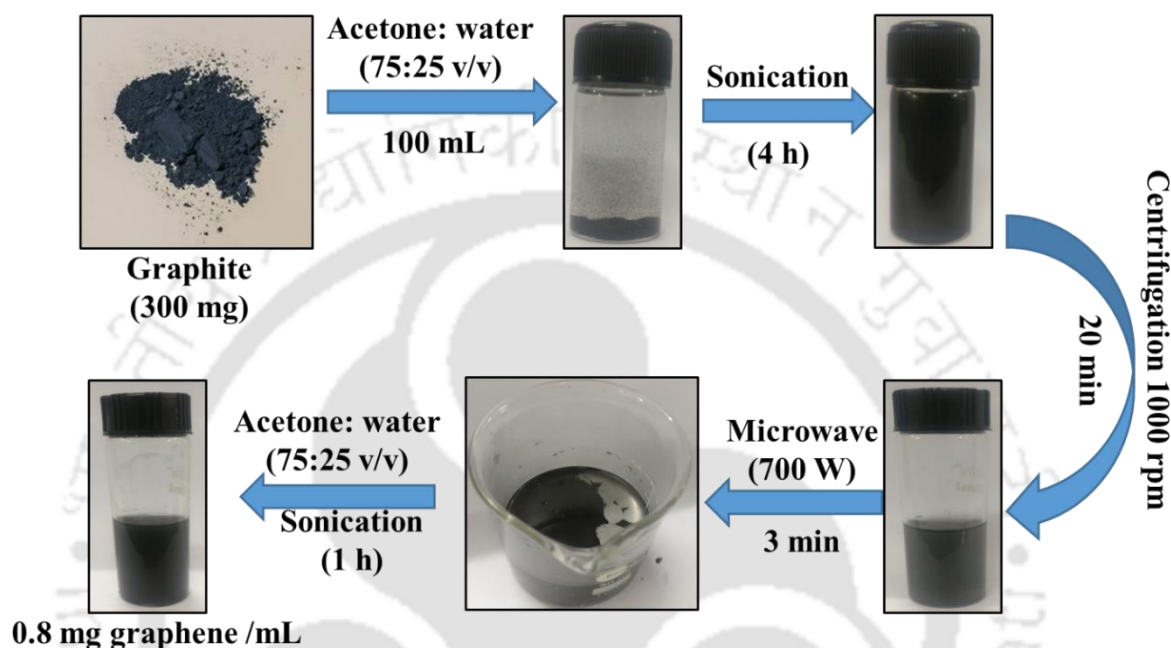 Acetone: water
(75:25 v/v)
100 mL
Sonication
(4 h)
Graphite
(300 mg)
Centrifugation 1000 rpm
20 min
Microwave
(700 W)
3 min
Acetone: water
(75:25 v/v)
Sonication
(1 h)
0.8 mg graphene /mL